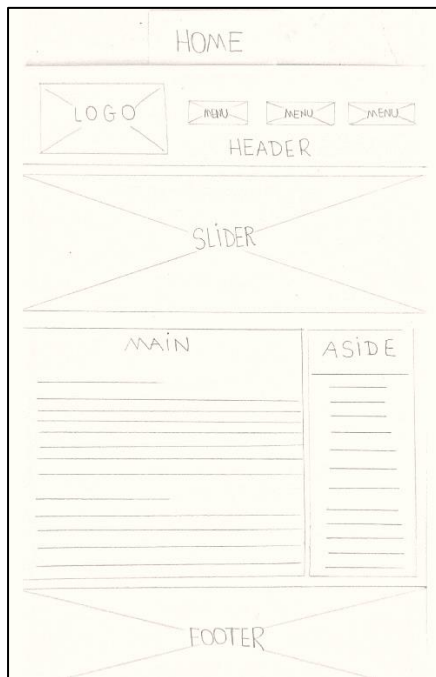 HOME
LOGO MENU MENU MENU
HEADER
SLiDER
MAiN ASiDE
FOOTER